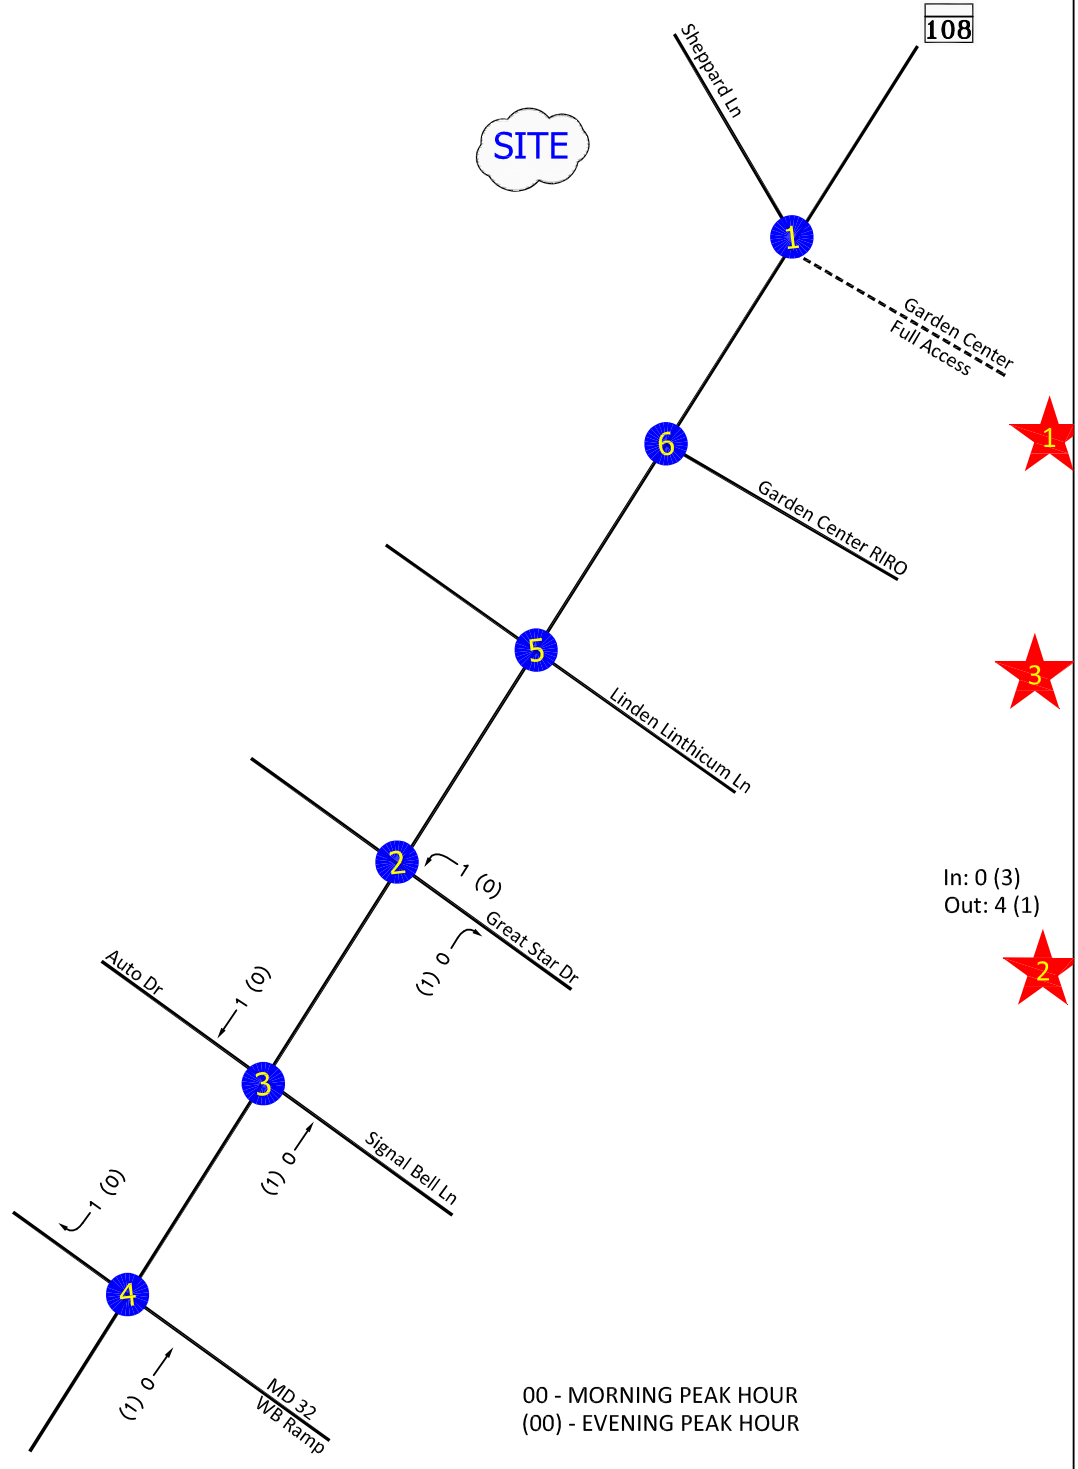 108
Sheppard Ln
SITE
1
Garden Center
Full Access
1
6
Garden Center RIRO
5
3
Linden Linthicum Ln
2
1 (0)
In: 0 (3)
Out: 4 (1)
Great Star Dr
(1) 0
2
Auto Dr
1 (0)
3
Signal Bell Ln
(1) 0
1 (0)
4
(1) 0
MD 32
WB Ramp
00 - MORNING PEAK HOUR
(00) - EVENING PEAK HOUR